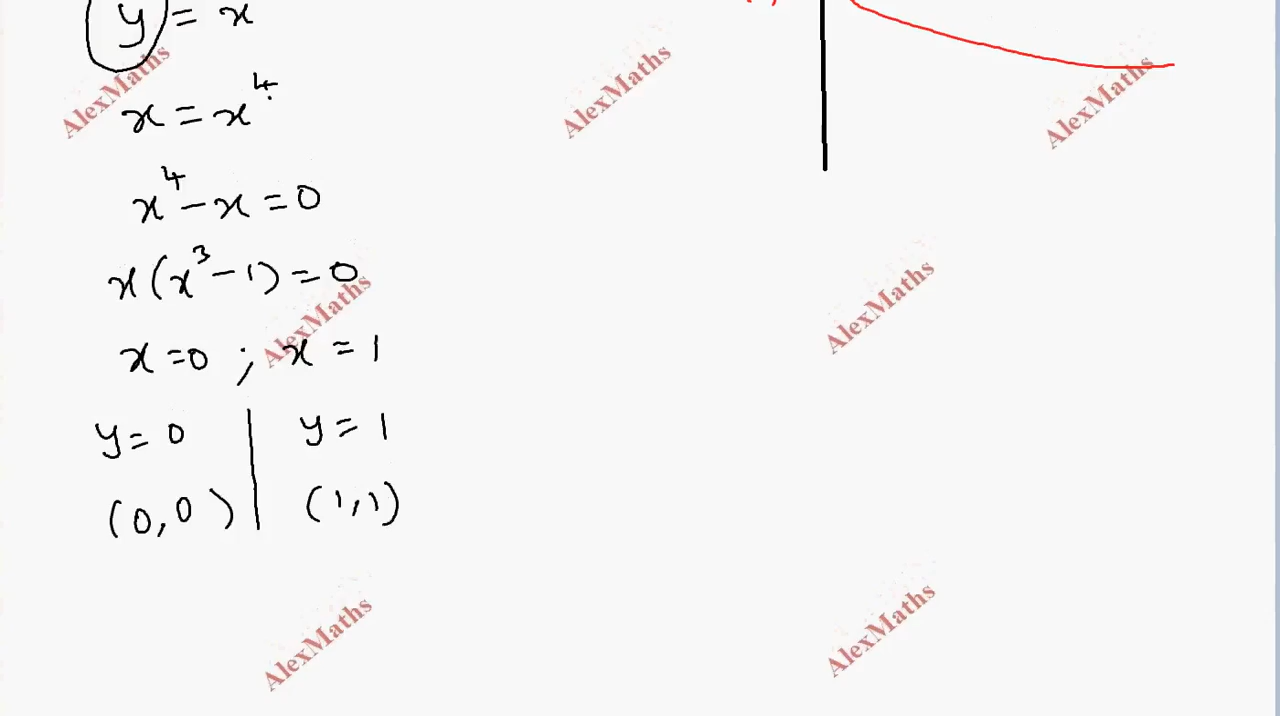 y = x
x = x⁴
x⁴ - x = 0
x(x³ - 1) = 0
x = 0 ; x = 1
y = 0 | y = 1
(0,0) | (1,1)
AlexMaths
AlexMaths
AlexMaths
AlexMaths
AlexMaths
AlexMaths
AlexMaths